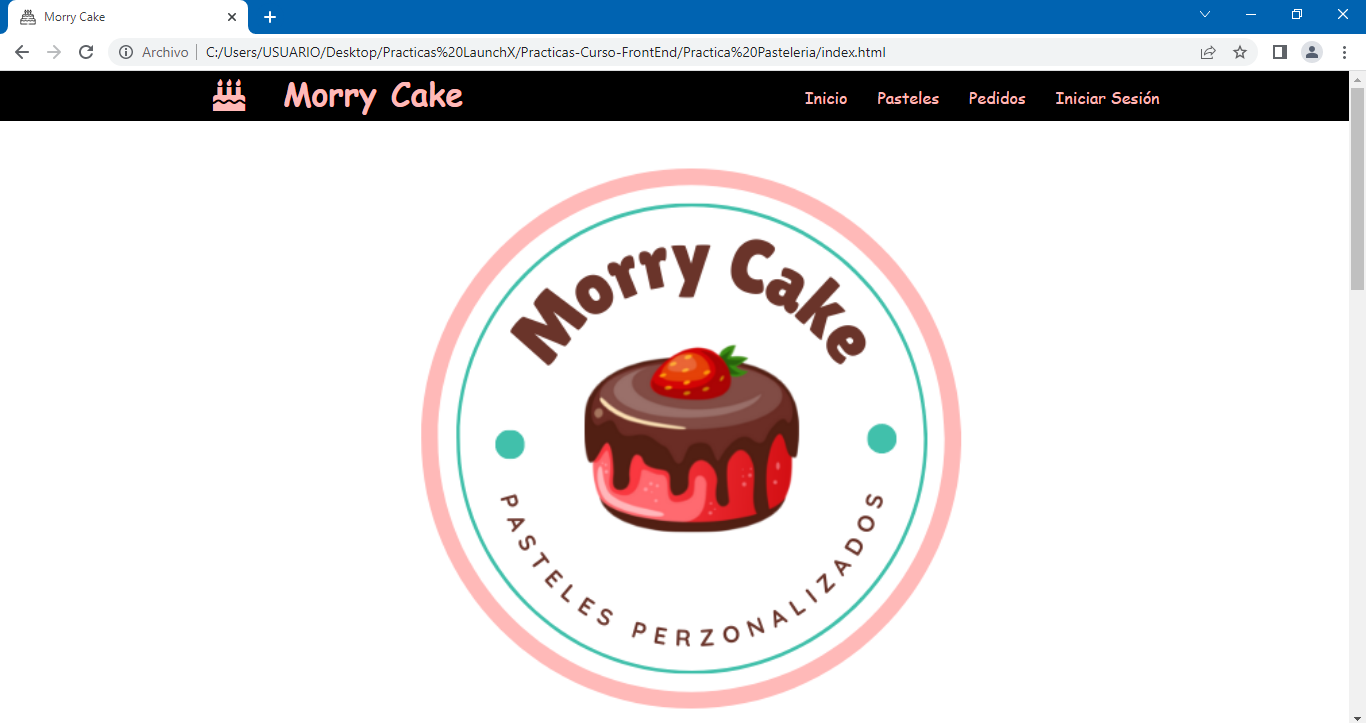 Morry Cake
Archivo C:/Users/USUARIO/Desktop/Practicas%20LaunchX/Practicas-Curso-FrontEnd/Practica%20Pasteleria/index.html
Morry Cake Inicio Pasteles Pedidos Iniciar Sesión
Morry Cake
PASTELES PERZONALIZADOS